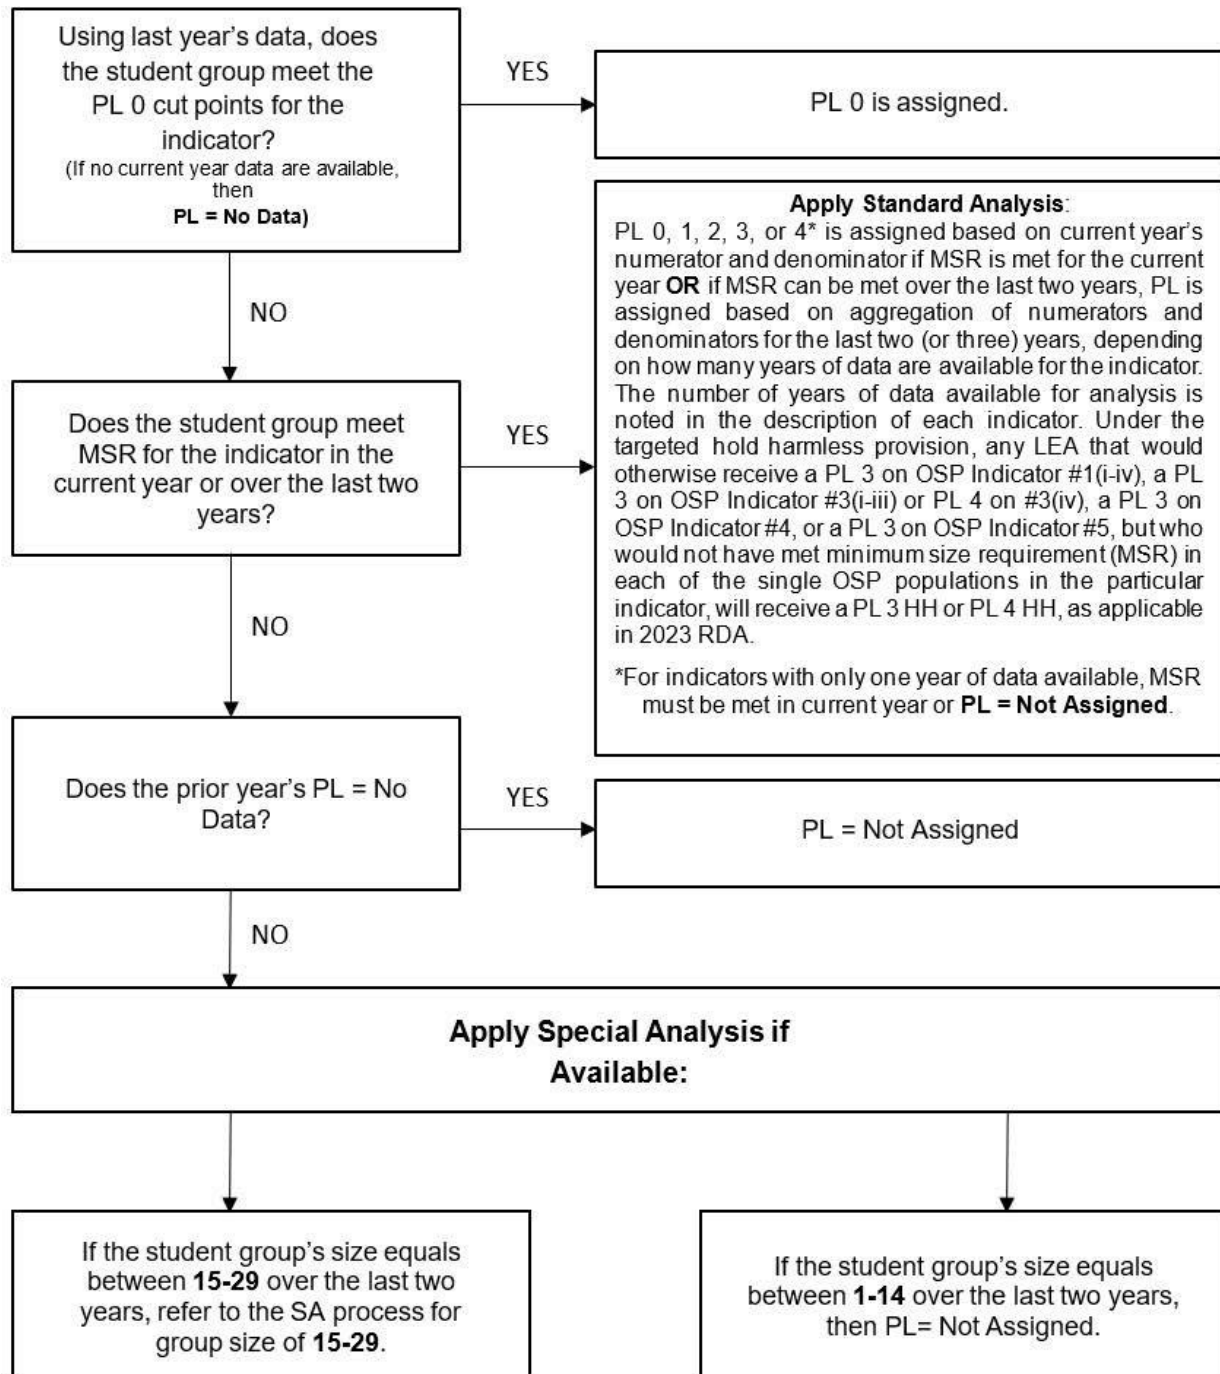 Using last year's data, does
the student group meet the
PL 0 cut points for the
indicator?
(If no current year data are available,
then
PL = No Data)
YES
PL 0 is assigned.
NO
Apply Standard Analysis:
PL 0, 1, 2, 3, or 4* is assigned based on current year's
numerator and denominator if MSR is met for the current
year OR if MSR can be met over the last two years, PL is
assigned based on aggregation of numerators and
denominators for the last two (or three) years, depending
on how many years of data are available for the indicator.
The number of years of data available for analysis is
noted in the description of each indicator. Under the
targeted hold harmless provision, any LEA that would
otherwise receive a PL 3 on OSP Indicator #1(i-iv), a PL
3 on OSP Indicator #3(i-iii) or PL 4 on #3(iv), a PL 3 on
OSP Indicator #4, or a PL 3 on OSP Indicator #5, but who
would not have met minimum size requirement (MSR) in
each of the single OSP populations in the particular
indicator, will receive a PL 3 HH or PL 4 HH, as applicable
in 2023 RDA.
*For indicators with only one year of data available, MSR
must be met in current year or PL = Not Assigned.
Does the student group meet
MSR for the indicator in the
current year or over the last two
years?
YES
NO
Does the prior year's PL = No
Data?
YES
PL = Not Assigned
NO
Apply Special Analysis if
Available:
If the student group's size equals
between 15-29 over the last two
years, refer to the SA process for
group size of 15-29.
If the student group's size equals
between 1-14 over the last two years,
then PL= Not Assigned.